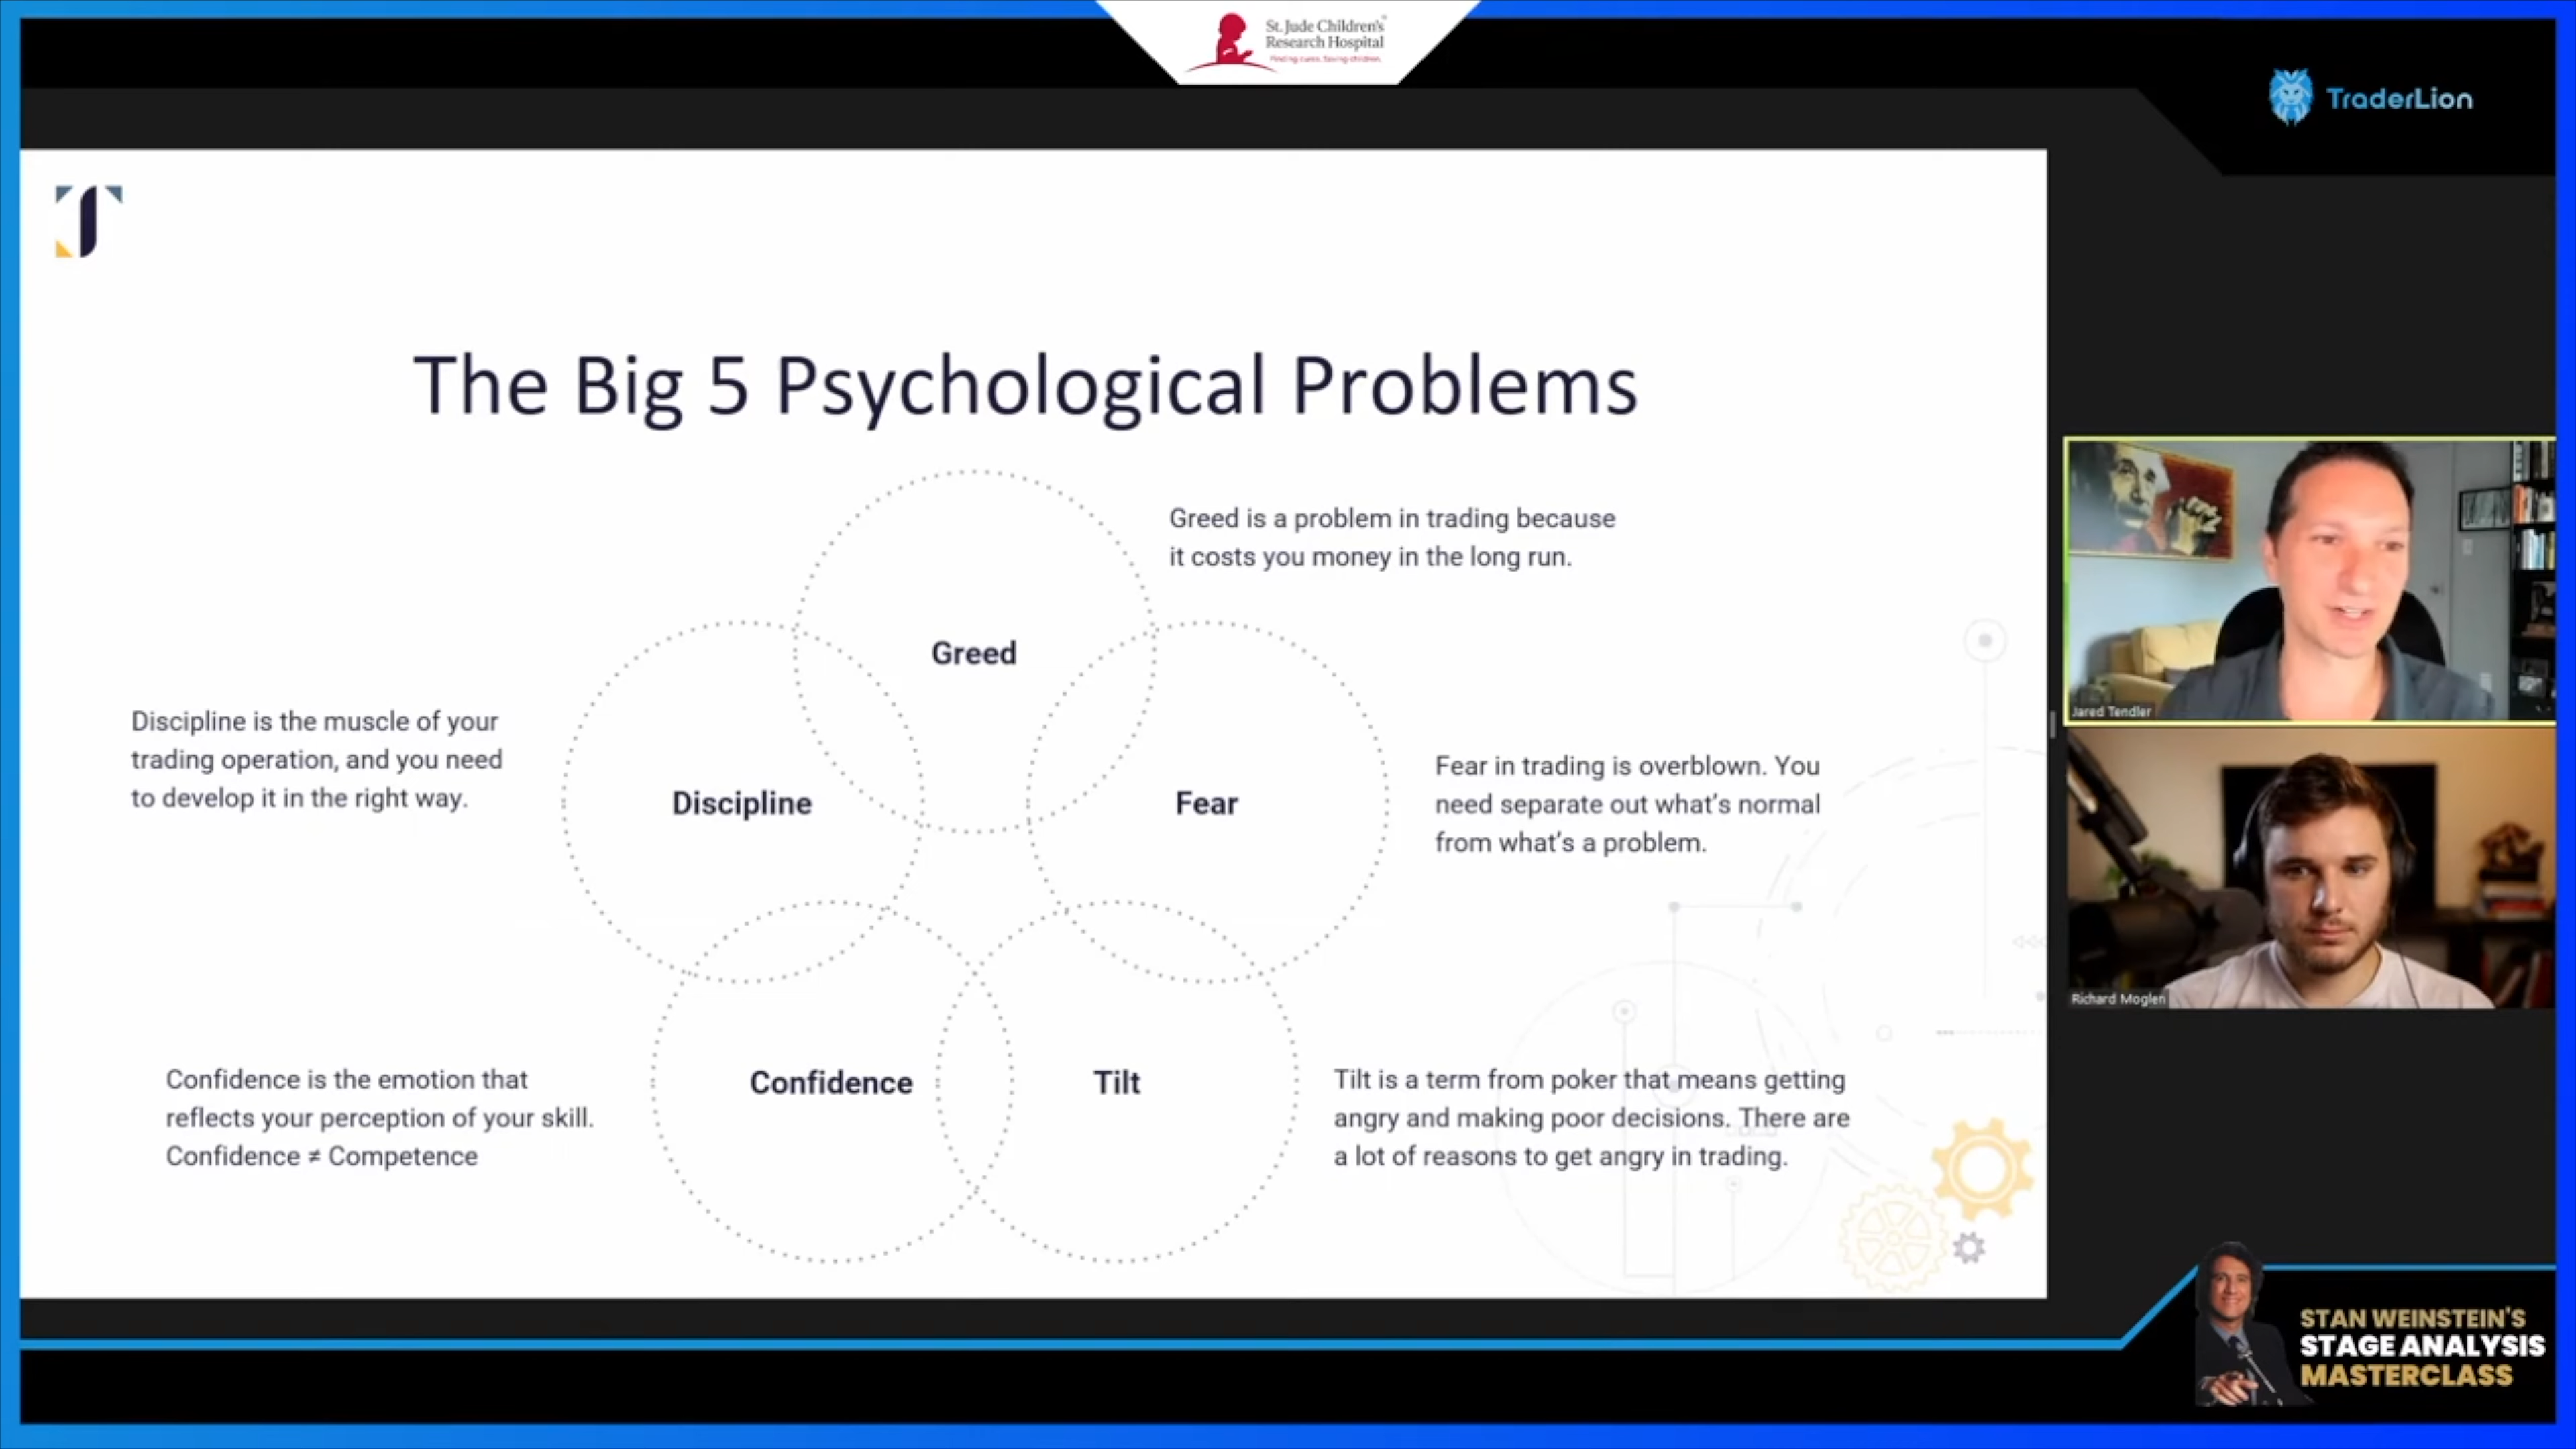 St. Jude Children's
Research Hospital
Finding cures. Saving children.
TraderLion
The Big 5 Psychological Problems
Greed is a problem in trading because
it costs you money in the long run.
Greed
Discipline is the muscle of your
trading operation, and you need
to develop it in the right way.
Discipline
Fear
Fear in trading is overblown. You
need separate out what's normal
from what's a problem.
Confidence is the emotion that
reflects your perception of your skill.
Confidence ≠ Competence
Confidence
Tilt
Tilt is a term from poker that means getting
angry and making poor decisions. There are
a lot of reasons to get angry in trading.
Jared Tendler
Richard Moglen
STAN WEINSTEIN'S
STAGE ANALYSIS
MASTERCLASS